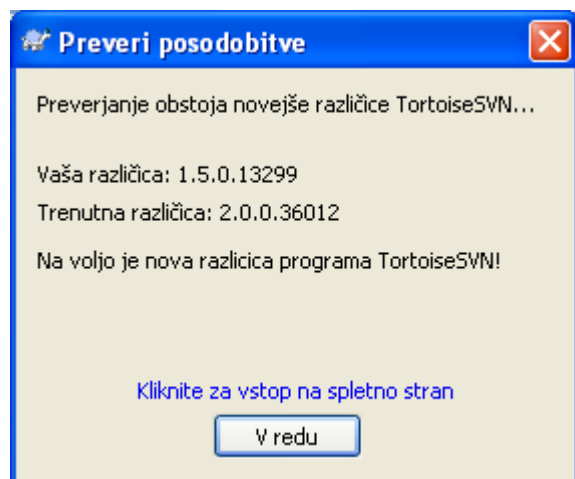 Preveri posodobitve
Preverjanje obstoja novejše različice TortoiseSVN...
Vaša različica: 1.5.0.13299
Trenutna različica: 2.0.0.36012
Na voljo je nova razlicica programa TortoiseSVN!
Kliknite za vstop na spletno stran
V redu